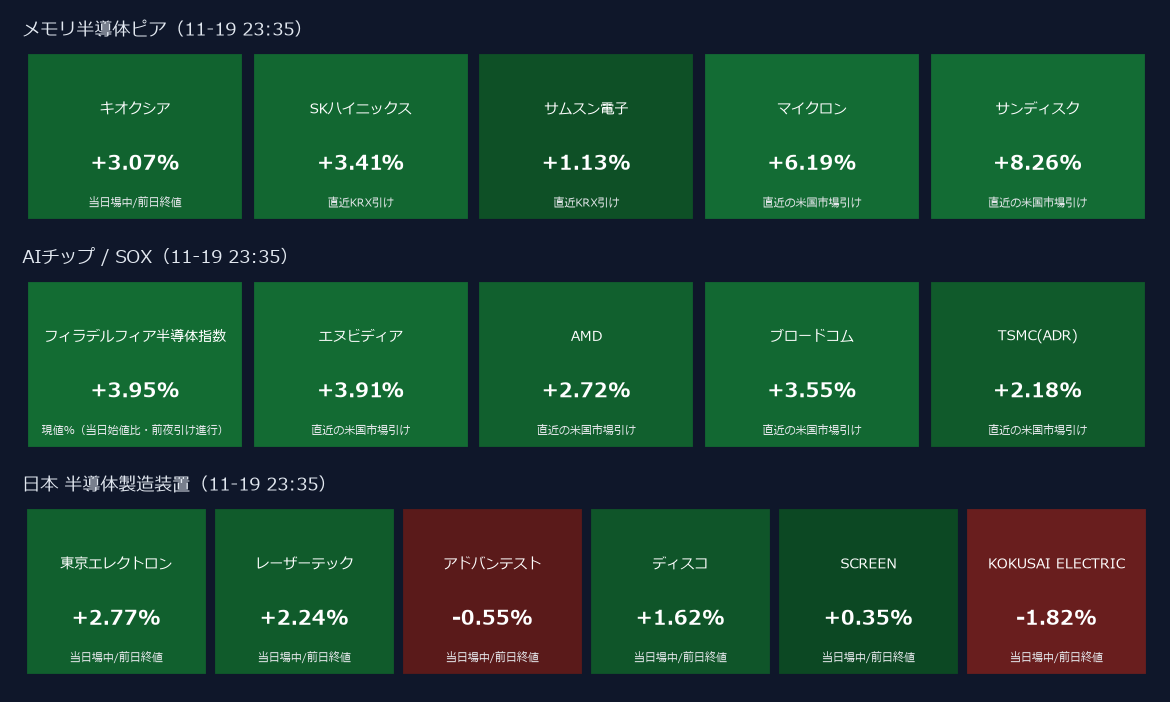 メモリ半導体ピア（11-19 23:35）
キオクシア
+3.07%
当日場中/前日終値
SKハイニックス
+3.41%
直近KRX引け
サムスン電子
+1.13%
直近KRX引け
マイクロン
+6.19%
直近の米国市場引け
サンディスク
+8.26%
直近の米国市場引け
AIチップ / SOX（11-19 23:35）
フィラデルフィア半導体指数
+3.95%
現値%（当日始値比・前夜引け進行）
エヌビディア
+3.91%
直近の米国市場引け
AMD
+2.72%
直近の米国市場引け
ブロードコム
+3.55%
直近の米国市場引け
TSMC(ADR)
+2.18%
直近の米国市場引け
日本 半導体製造装置（11-19 23:35）
東京エレクトロン
+2.77%
当日場中/前日終値
レーザーテック
+2.24%
当日場中/前日終値
アドバンテスト
-0.55%
当日場中/前日終値
ディスコ
+1.62%
当日場中/前日終値
SCREEN
+0.35%
当日場中/前日終値
KOKUSAI ELECTRIC
-1.82%
当日場中/前日終値